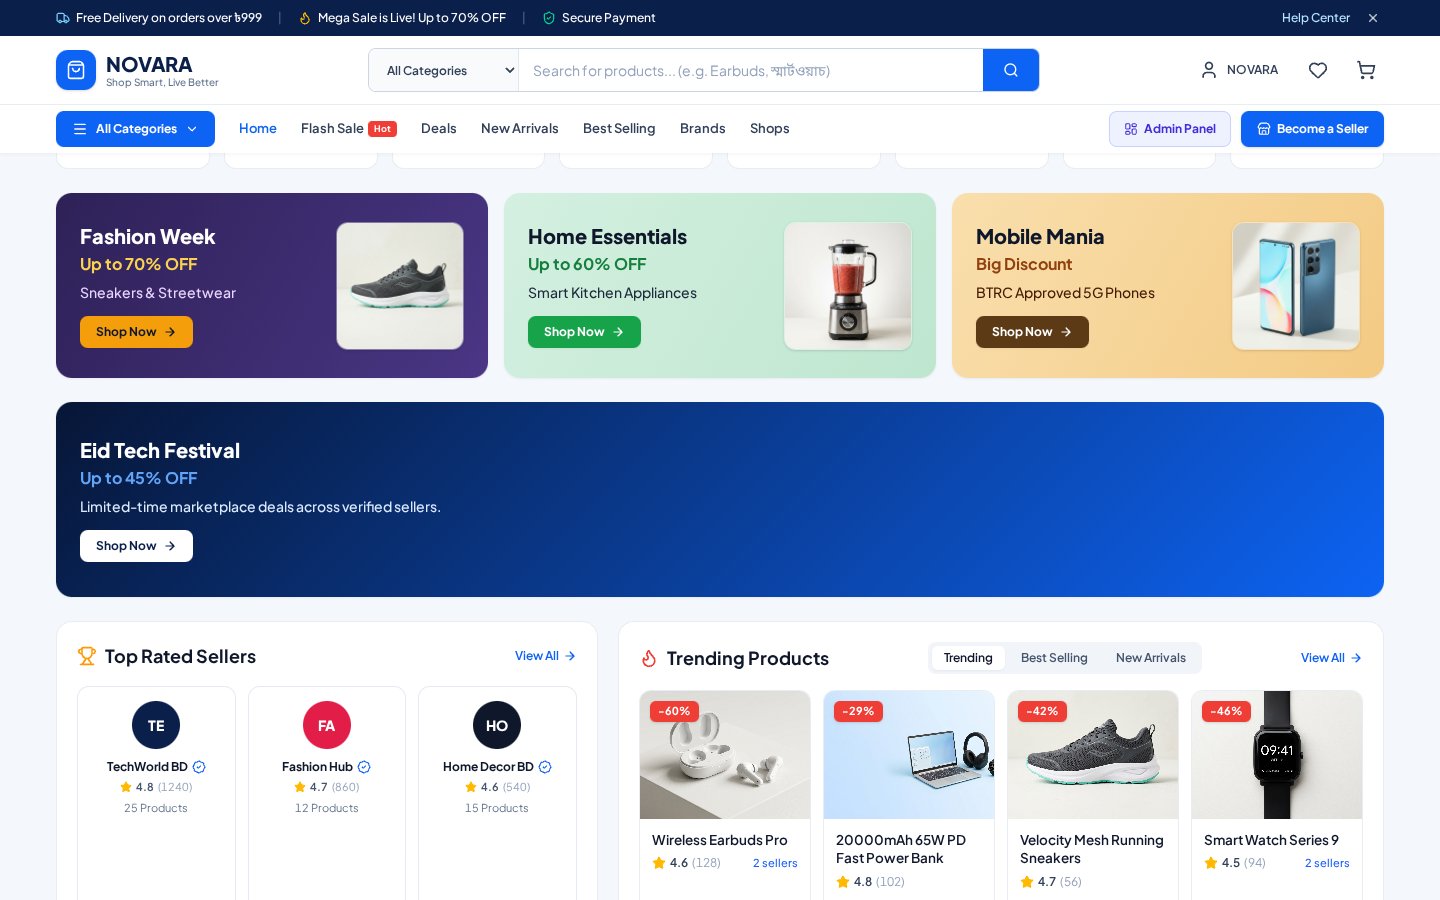 Free Delivery on orders over ৳999
Mega Sale is Live! Up to 70% OFF
Secure Payment
Help Center
NOVARA
Shop Smart, Live Better
All Categories
Search for products... (e.g. Earbuds, স্মার্টওয়াচ)
NOVARA
All Categories
Home
Flash Sale Hot
Deals
New Arrivals
Best Selling
Brands
Shops
Admin Panel
Become a Seller
Fashion Week
Up to 70% OFF
Sneakers & Streetwear
Shop Now
Home Essentials
Up to 60% OFF
Smart Kitchen Appliances
Shop Now
Mobile Mania
Big Discount
BTRC Approved 5G Phones
Shop Now
Eid Tech Festival
Up to 45% OFF
Limited-time marketplace deals across verified sellers.
Shop Now
Top Rated Sellers
View All
TE
TechWorld BD
4.8 (1240)
25 Products
FA
Fashion Hub
4.7 (860)
12 Products
HO
Home Decor BD
4.6 (540)
15 Products
Trending Products
Trending
Best Selling
New Arrivals
View All
-60%
Wireless Earbuds Pro
4.6 (128)
2 sellers
-29%
20000mAh 65W PD
Fast Power Bank
4.8 (102)
-42%
Velocity Mesh Running
Sneakers
4.7 (56)
-46%
09:41
Smart Watch Series 9
4.5 (94)
2 sellers